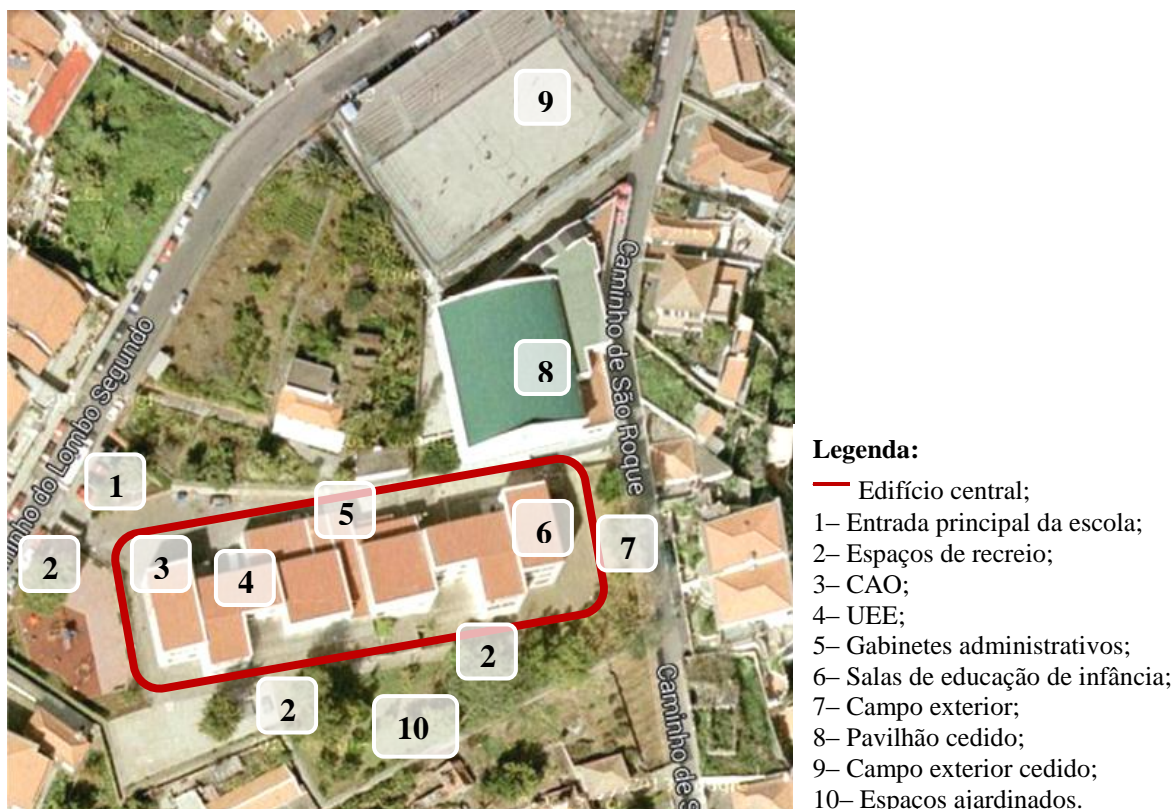 9
Caminho de São Roque
8
minho do Lombo Segundo
1
5
6
7
2
3
4
2
2
10
Caminho de S
Legenda:
Edifício central;
1– Entrada principal da escola;
2– Espaços de recreio;
3– CAO;
4– UEE;
5– Gabinetes administrativos;
6– Salas de educação de infância;
7– Campo exterior;
8– Pavilhão cedido;
9– Campo exterior cedido;
10– Espaços ajardinados.